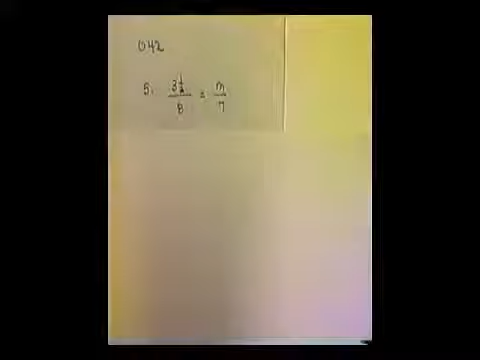 042
5. 3½/8 = m/7